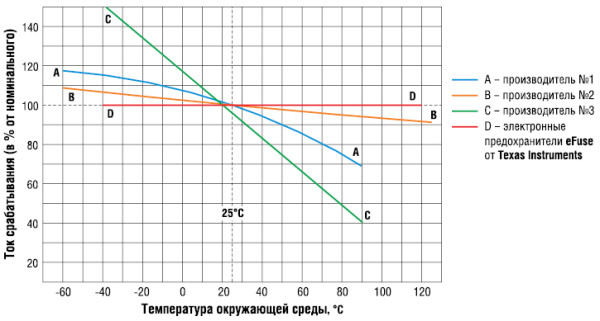 Ток срабатывания (в % от номинального)
140
120
100
80
60
40
20
C
A
B
D
D
B
A
C
25°C
-60 -40 -20 0 20 40 60 80 100 120
Температура окружающей среды, °C
A – производитель №1
B – производитель №2
C – производитель №3
D – электронные
предохранители eFuse
от Texas Instruments